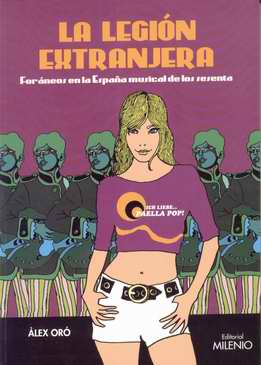 LA LEGIÓN
EXTRANJERA
Foráneos en la España musical de los sesenta
ICH LIEBE...
PAELLA POP!
ÀLEX ORÓ
Editorial
MILENIO